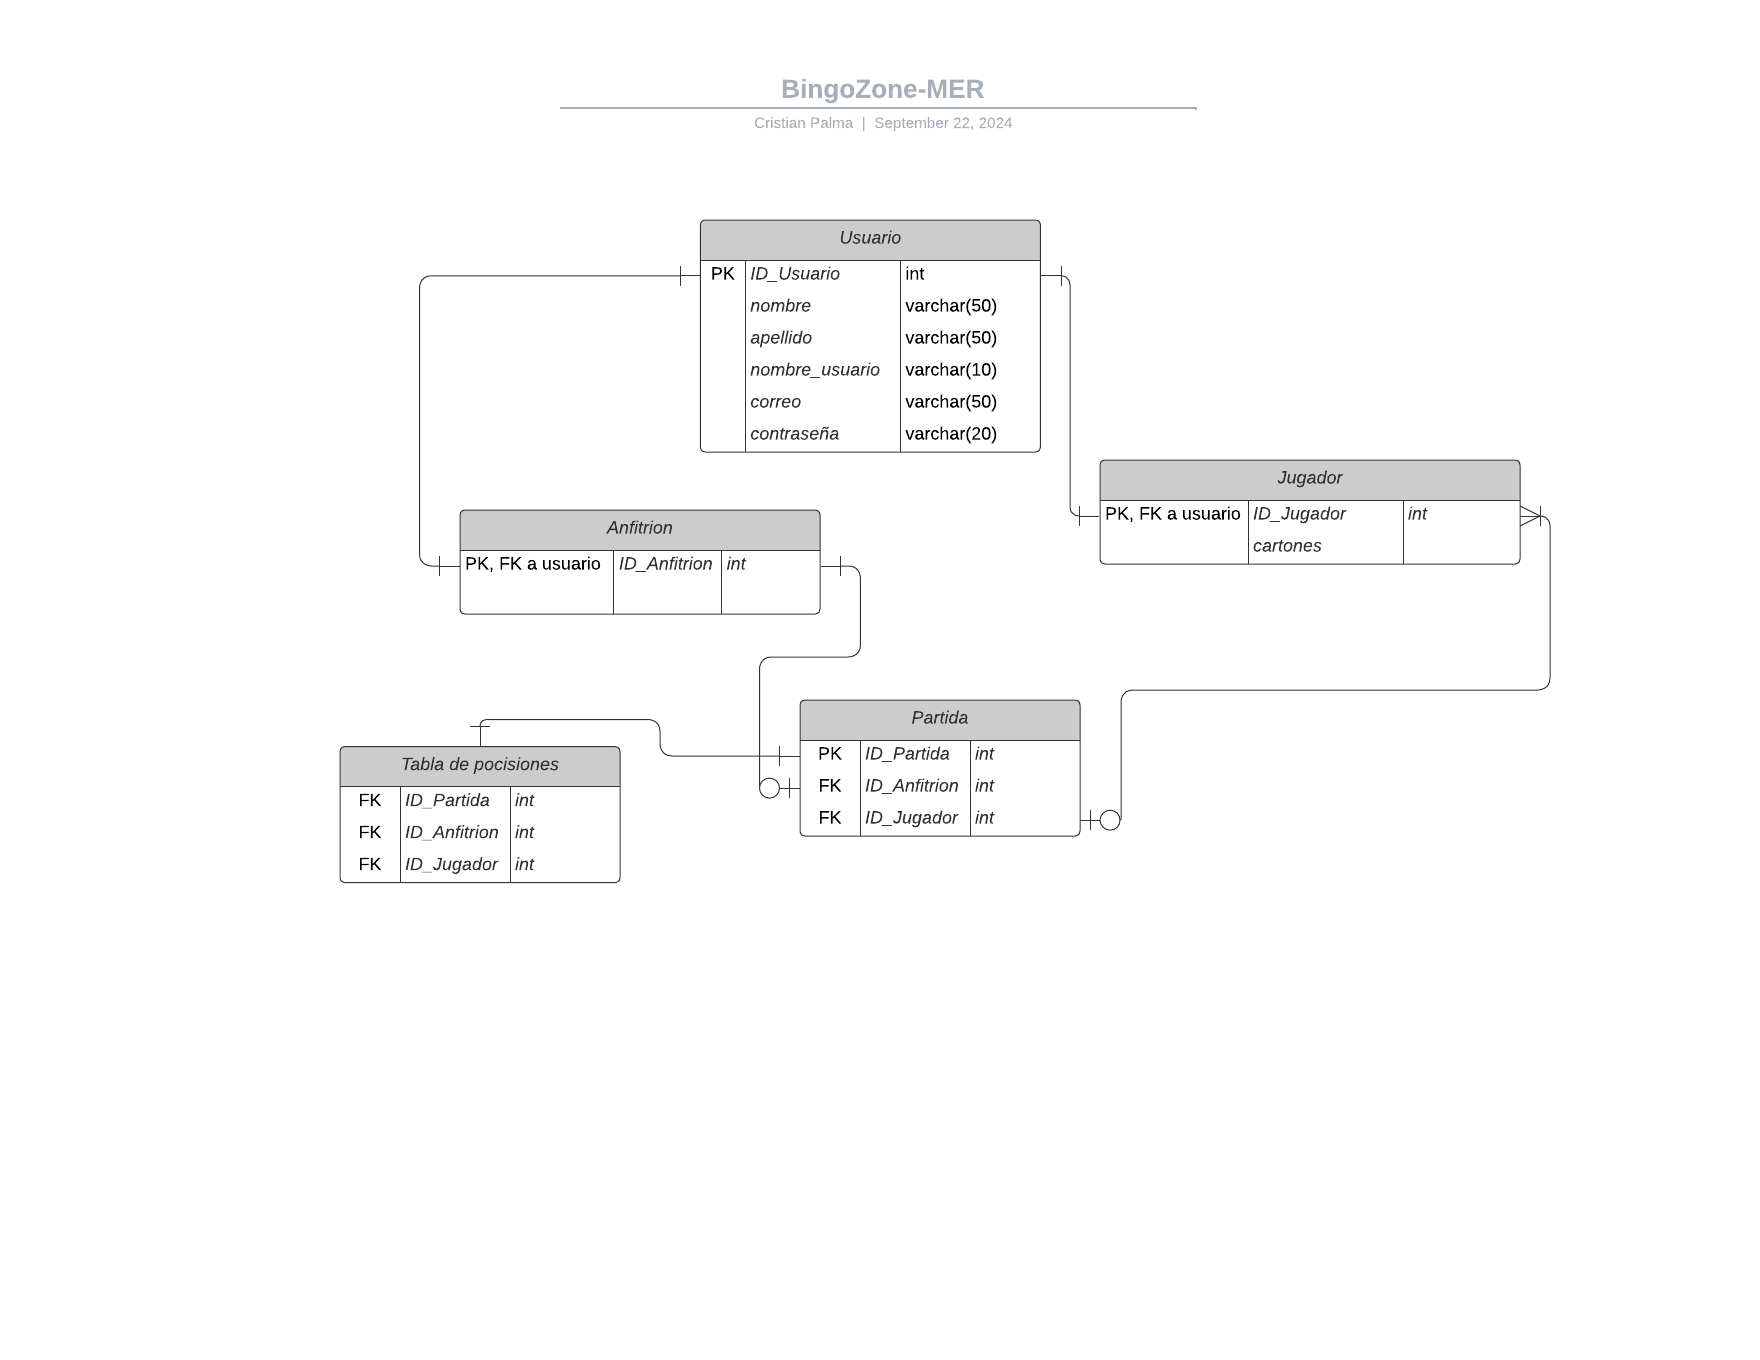 BingoZone-MER
Cristian Palma | September 22, 2024
Usuario
PK ID_Usuario int
nombre varchar(50)
apellido varchar(50)
nombre_usuario varchar(10)
correo varchar(50)
contraseña varchar(20)
Jugador
PK, FK a usuario ID_Jugador int
cartones
Anfitrion
PK, FK a usuario ID_Anfitrion int
Partida
PK ID_Partida int
FK ID_Anfitrion int
FK ID_Jugador int
Tabla de pocisiones
FK ID_Partida int
FK ID_Anfitrion int
FK ID_Jugador int